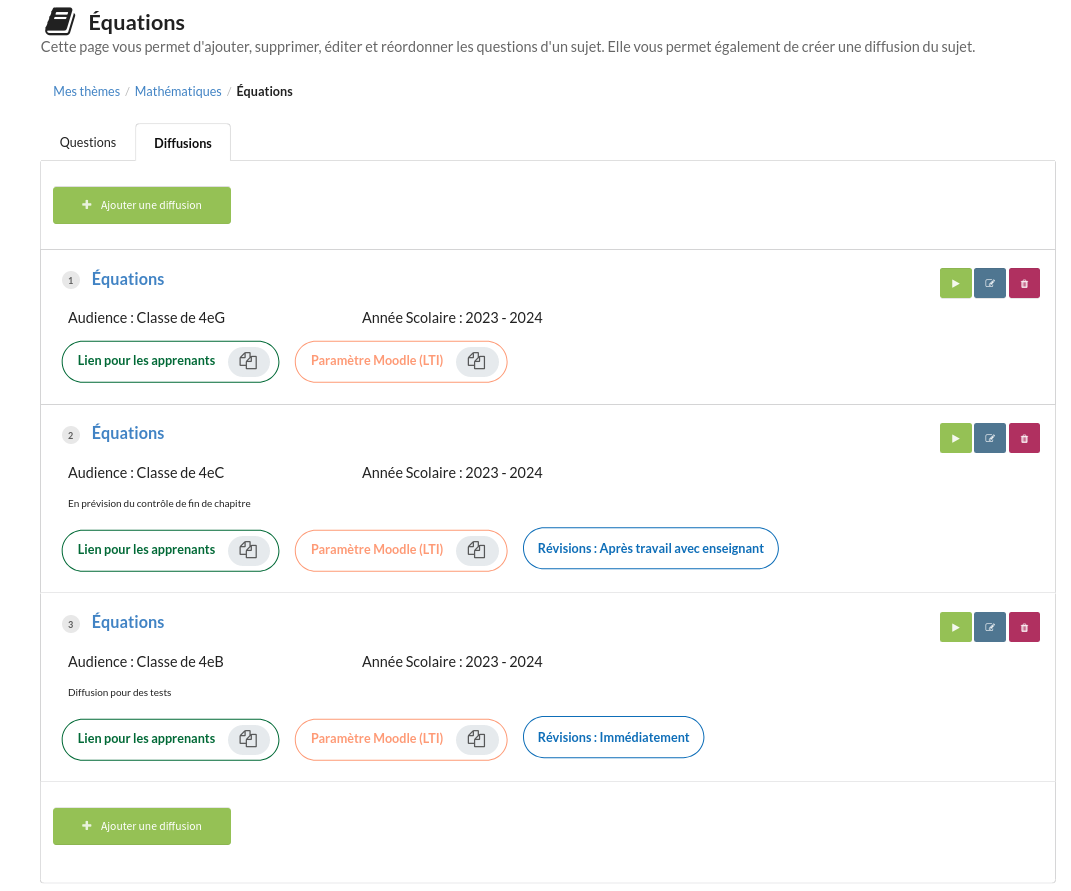 Équations
Cette page vous permet d'ajouter, supprimer, éditer et réordonner les questions d'un sujet. Elle vous permet également de créer une diffusion du sujet.
Mes thèmes / Mathématiques / Équations
Questions Diffusions
+ Ajouter une diffusion
1 Équations
Audience : Classe de 4eG Année Scolaire : 2023 - 2024
Lien pour les apprenants Paramètre Moodle (LTI)
2 Équations
Audience : Classe de 4eC Année Scolaire : 2023 - 2024
En prévision du contrôle de fin de chapitre
Lien pour les apprenants Paramètre Moodle (LTI) Révisions : Après travail avec enseignant
3 Équations
Audience : Classe de 4eB Année Scolaire : 2023 - 2024
Diffusion pour des tests
Lien pour les apprenants Paramètre Moodle (LTI) Révisions : Immédiatement
+ Ajouter une diffusion